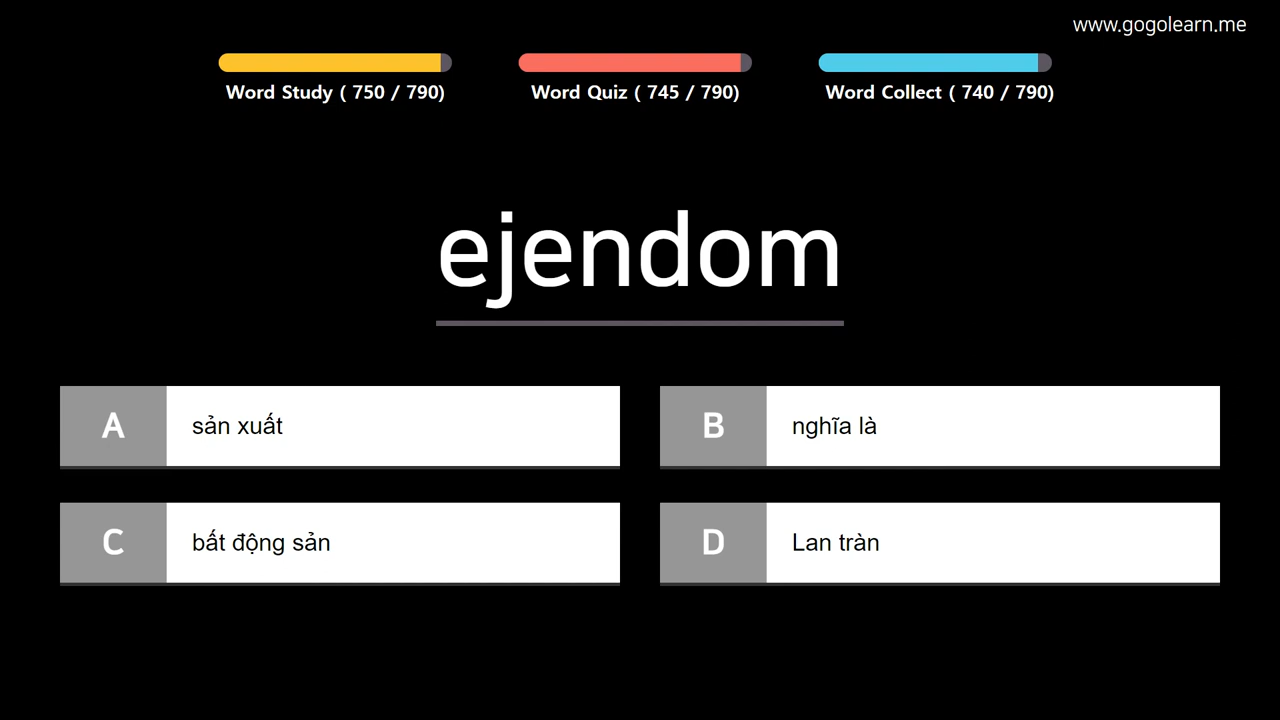 www.gogolearn.me
Word Study ( 750 / 790)
Word Quiz ( 745 / 790)
Word Collect ( 740 / 790)
ejendom
A
sản xuất
B
nghĩa là
C
bất động sản
D
Lan tràn